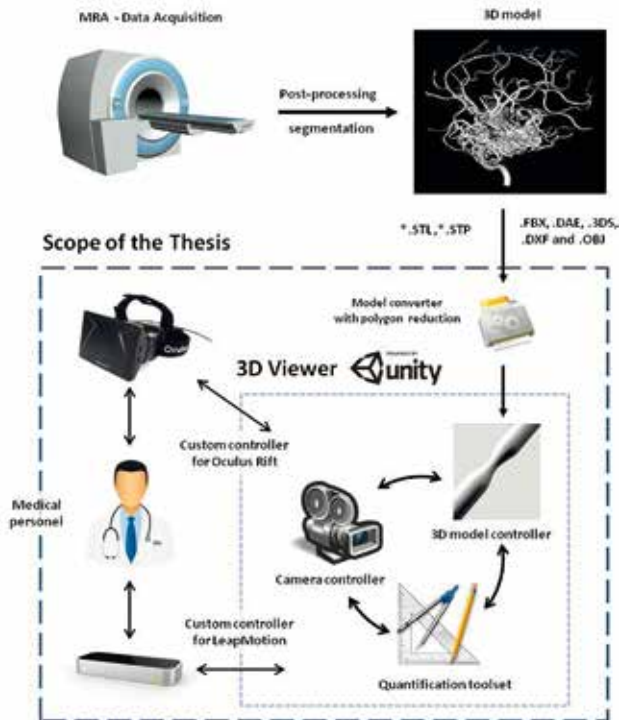 MRA - Data Acquisition
3D model
Post-processing
segmentation
*.STL,*.STP
.FBX, .DAE, .3DS,
.DXF and .OBJ
Scope of the Thesis
Model converter
with polygon reduction
3D Viewer
unity
Custom controller
for Oculus Rift
Medical
personel
3D model controller
Camera controller
Custom controller
for LeapMotion
Quantification toolset